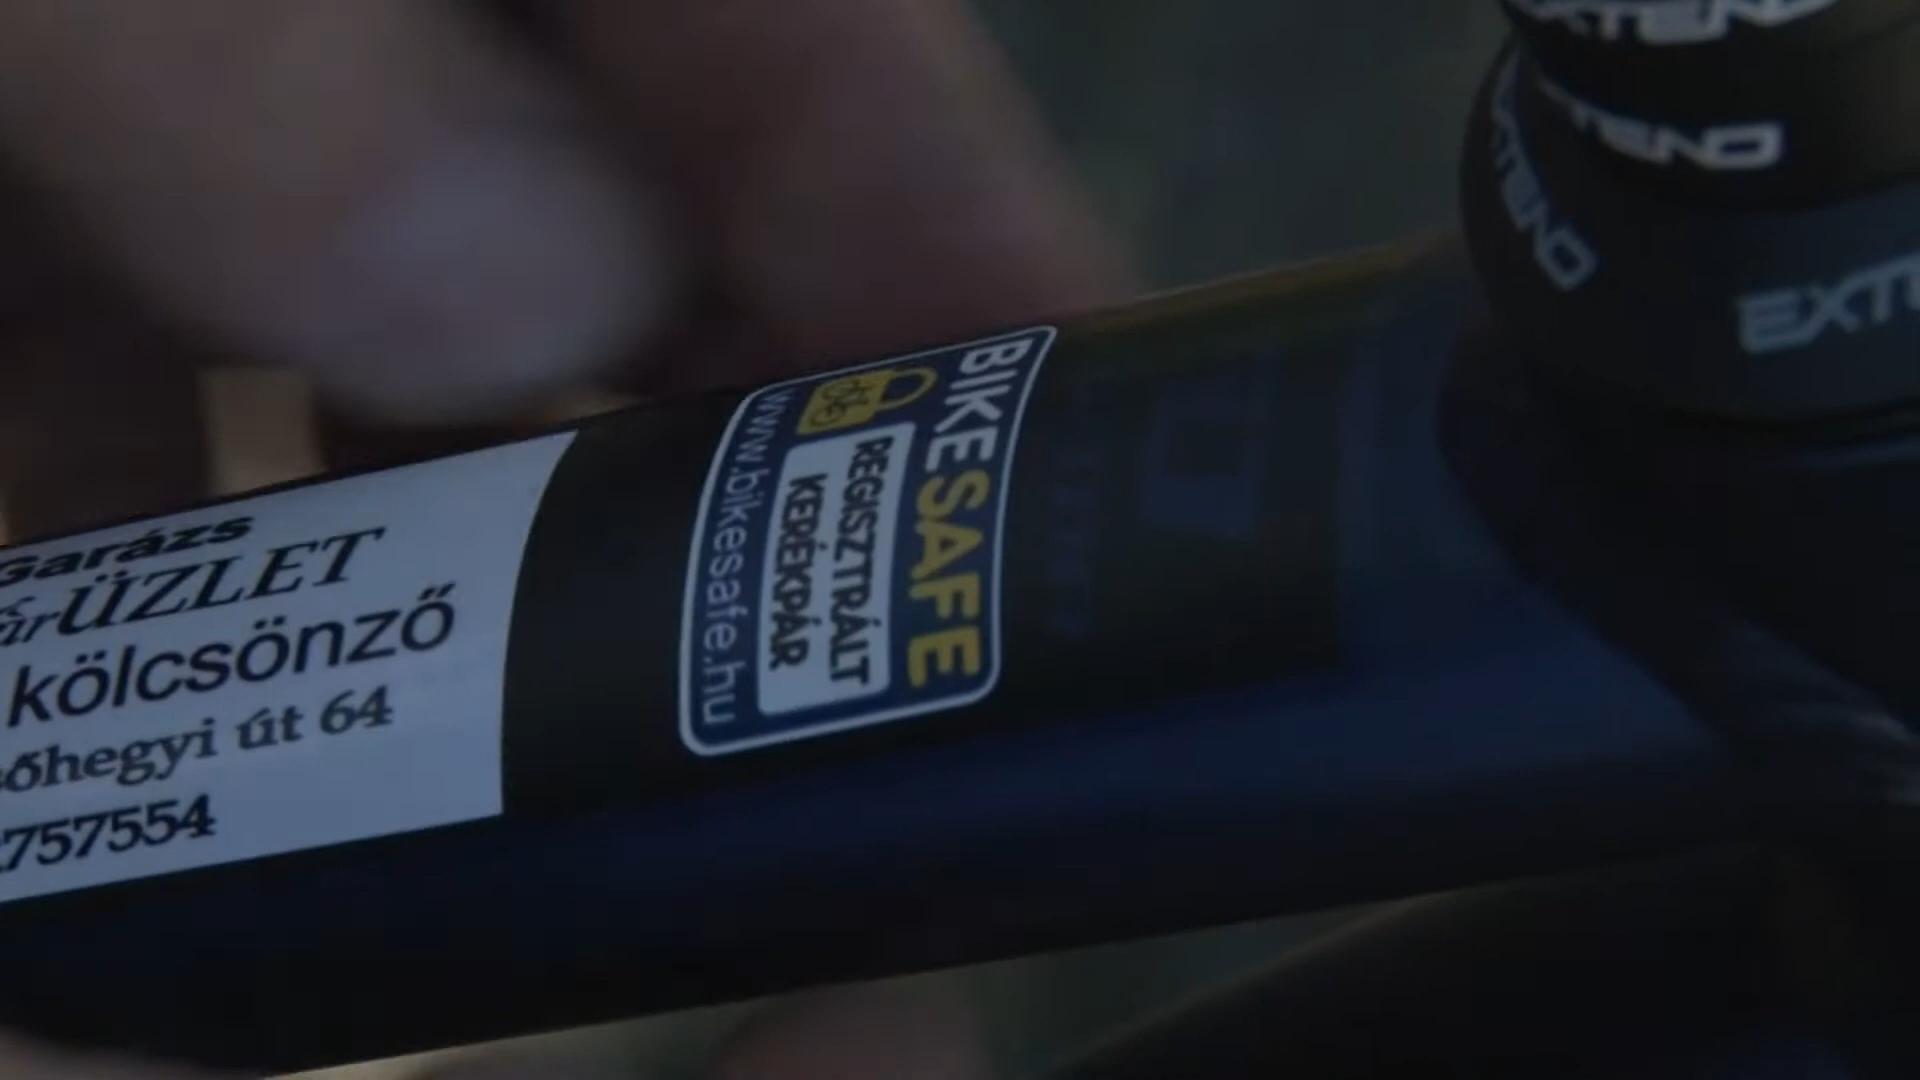 Garázs
ÜZLET
kölcsönző
út 64
757554
BIKESAFE
REGISZTRÁLT
KERÉKPÁR
www.bikesafe.hu
EXTEND
EXTEND
EXTEND